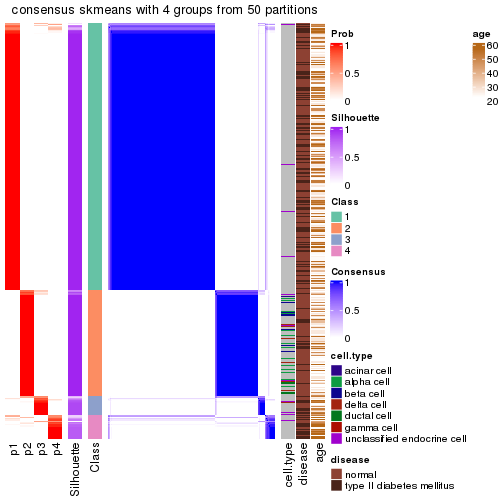 consensus skmeans with 4 groups from 50 partitions
Prob
1
0.5
0
Silhouette
1
0.5
0
Class
1
2
3
4
Consensus
1
0.5
0
cell.type
acinar cell
alpha cell
beta cell
delta cell
ductal cell
gamma cell
unclassified endocrine cell
disease
normal
type II diabetes mellitus
age
60
50
40
30
20
p1
p2
p3
p4
Silhouette
Class
cell.type
disease
age